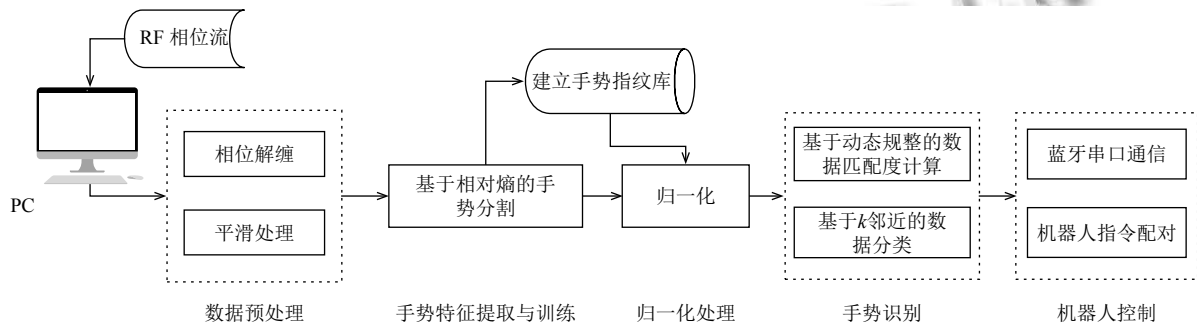 RF 相位流
建立手势指纹库
PC
相位解缠
平滑处理
基于相对熵的手
势分割
归一化
基于动态规整的数
据匹配度计算
基于k邻近的数
据分类
蓝牙串口通信
机器人指令配对
数据预处理
手势特征提取与训练
归一化处理
手势识别
机器人控制